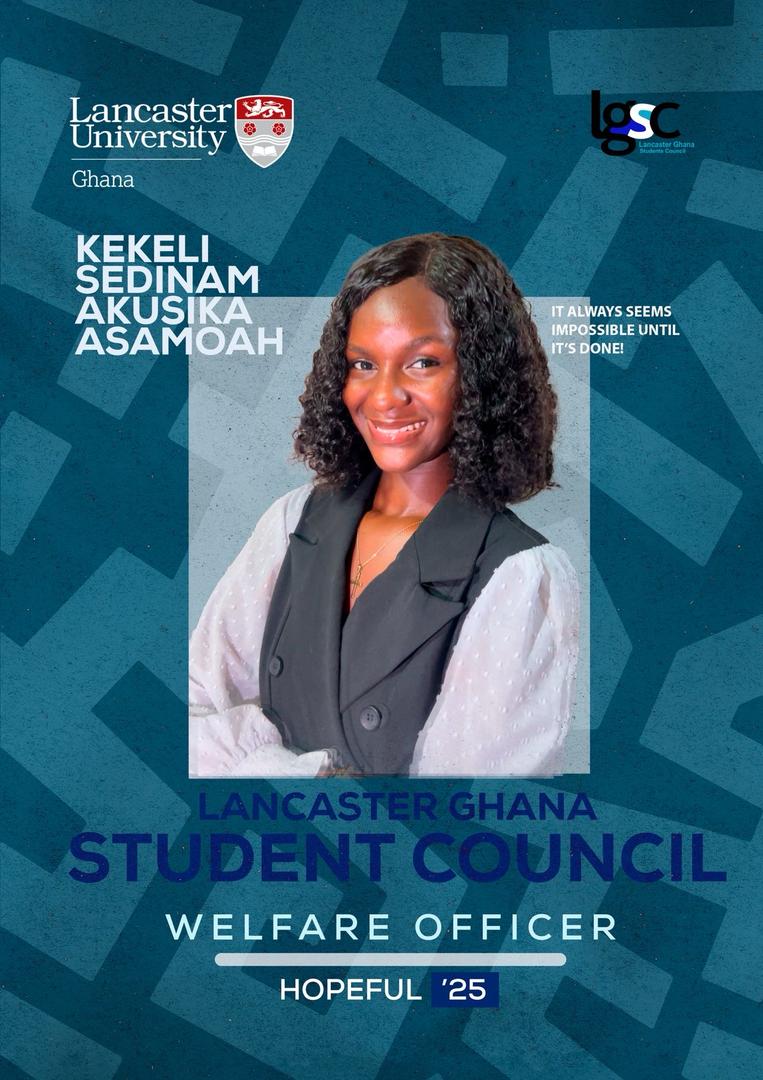 Lancaster
University
Ghana
lgsc
Lancaster Ghana
Students Council
KEKELI
SEDINAM
AKUSIKA
ASAMOAH
IT ALWAYS SEEMS
IMPOSSIBLE UNTIL
IT'S DONE!
LANCASTER GHANA
STUDENT COUNCIL
WELFARE OFFICER
HOPEFUL '25